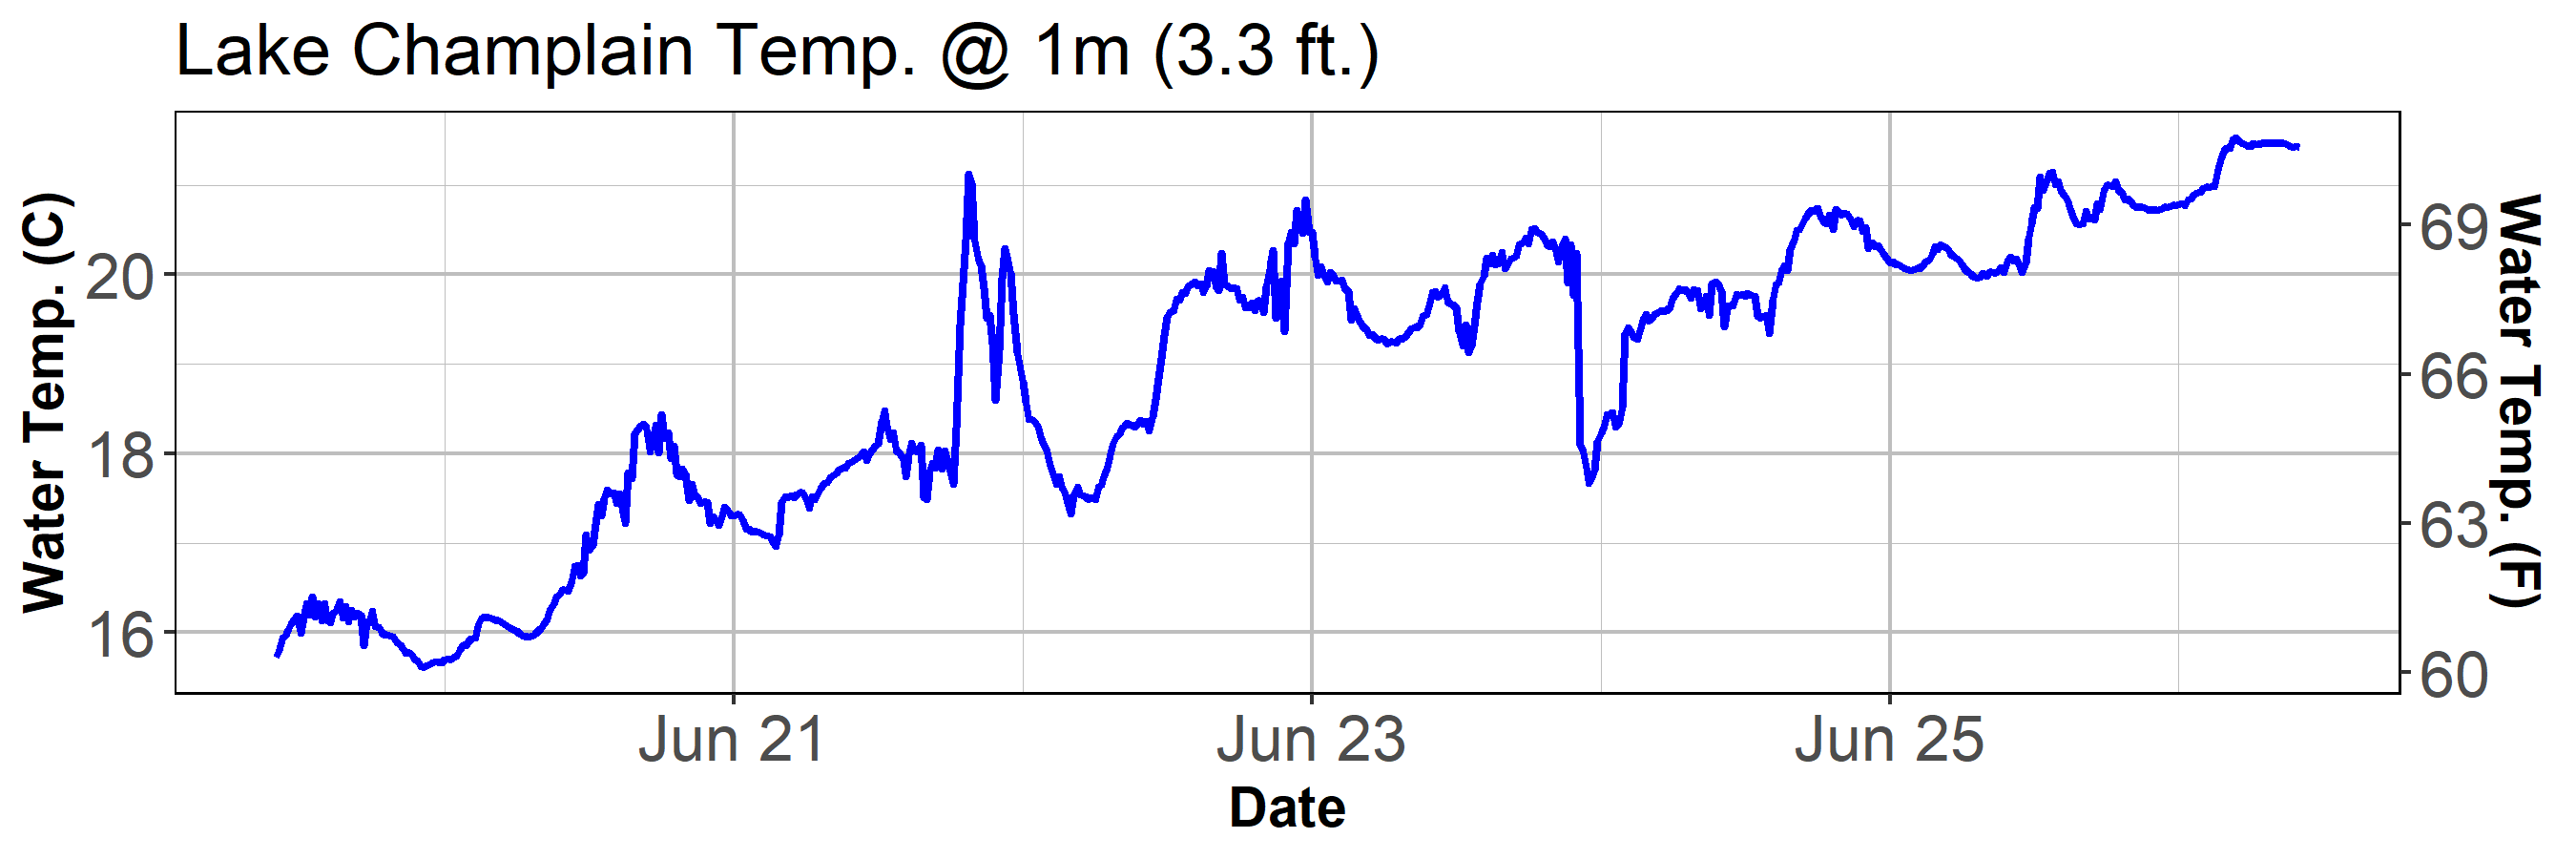 Lake Champlain Temp. @ 1m (3.3 ft.)
Water Temp. (C)
20
18
16
69
66
63
60
Water Temp. (F)
Jun 21 Jun 23 Jun 25
Date